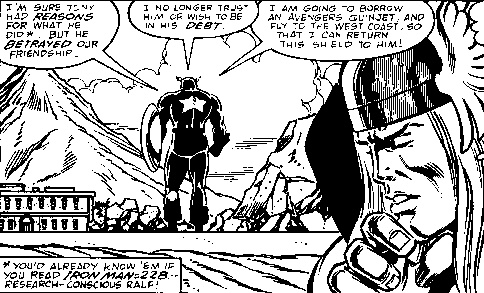 I'M SURE TONY
HAD REASONS
FOR WHAT HE
DID*. BUT HE
BETRAYED OUR
FRIENDSHIP.
I NO LONGER TRUST
HIM OR WISH TO BE
IN HIS DEBT.
I AM GOING TO BORROW
AN AVENGERS QUINJET, AND
FLY TO THE WEST COAST, SO
THAT I CAN RETURN
THIS SHIELD TO HIM!
*YOU'D ALREADY KNOW 'EM IF
YOU READ IRON MAN #228--
RESEARCH-CONSCIOUS RALF!